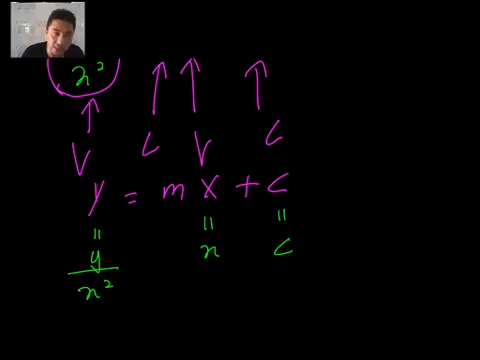 x²
V C V C
Y = m X + C
= = =
y x c
x²